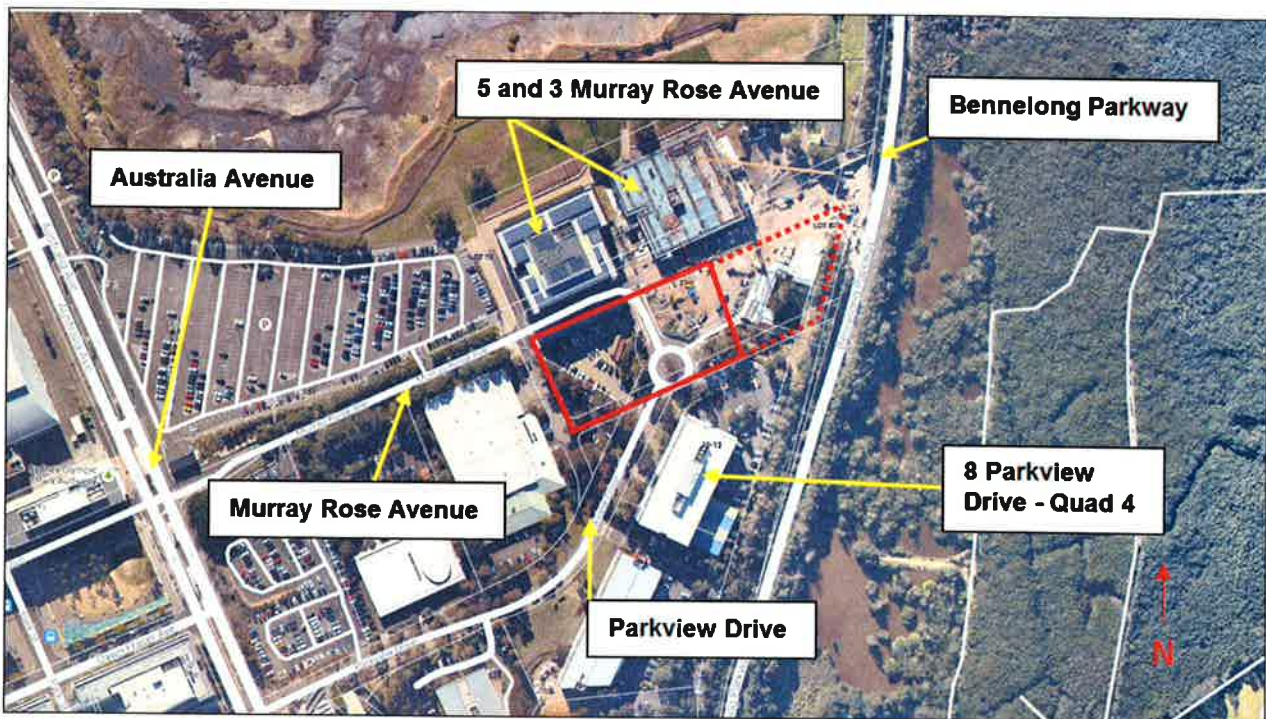 5 and 3 Murray Rose Avenue
Bennelong Parkway
Australia Avenue
8 Parkview
Drive - Quad 4
Murray Rose Avenue
Parkview Drive
N
P
P